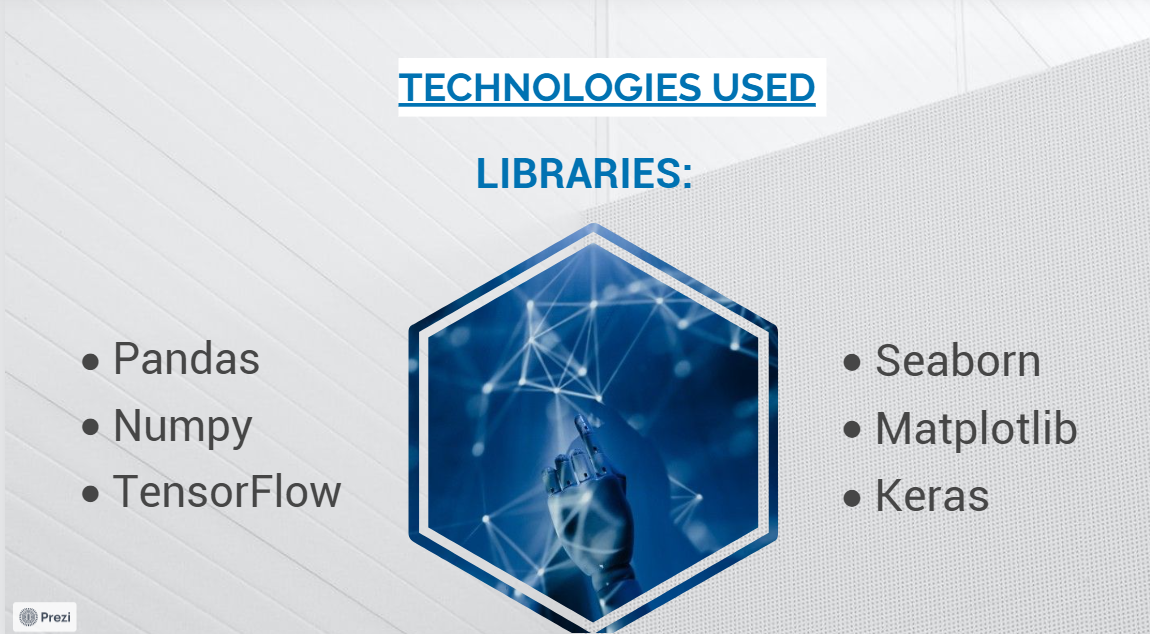 TECHNOLOGIES USED
LIBRARIES:
• Pandas
• Numpy
• TensorFlow
• Seaborn
• Matplotlib
• Keras
Prezi